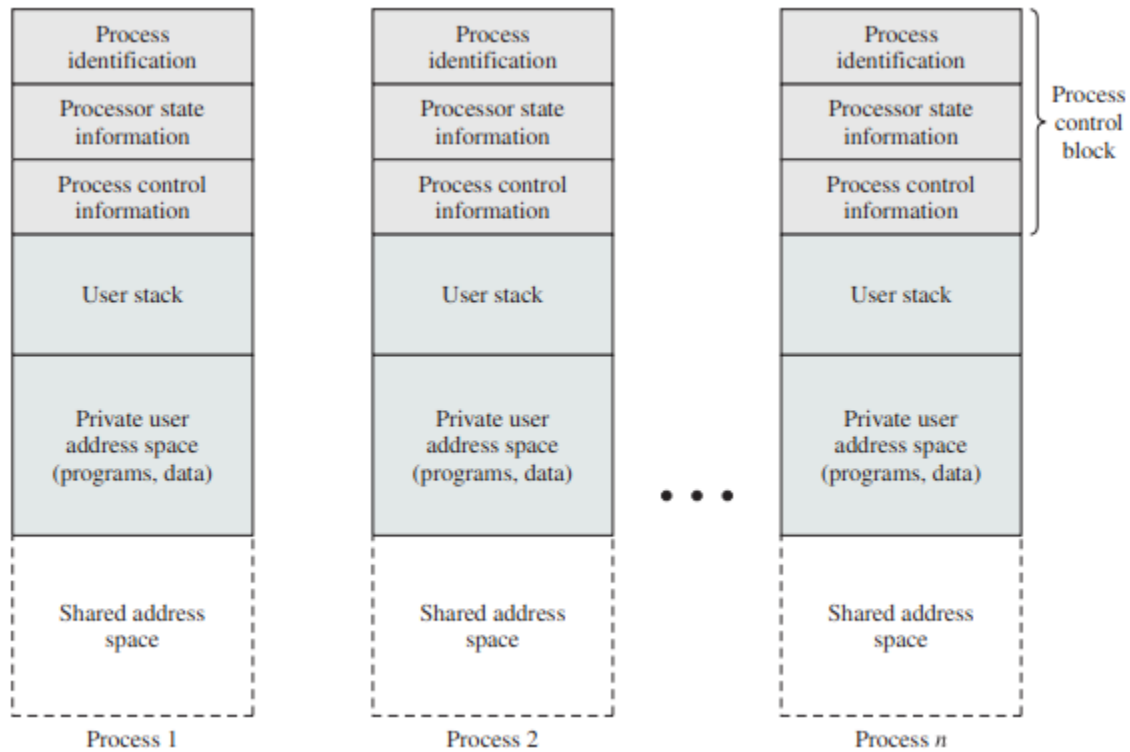 Process
identification
Processor state
information
Process control
information
User stack
Private user
address space
(programs, data)
Shared address
space
Process 1
Process
identification
Processor state
information
Process control
information
User stack
Private user
address space
(programs, data)
Shared address
space
Process 2
• • •
Process
identification
Processor state
information
Process control
information
User stack
Private user
address space
(programs, data)
Shared address
space
Process n
Process
control
block